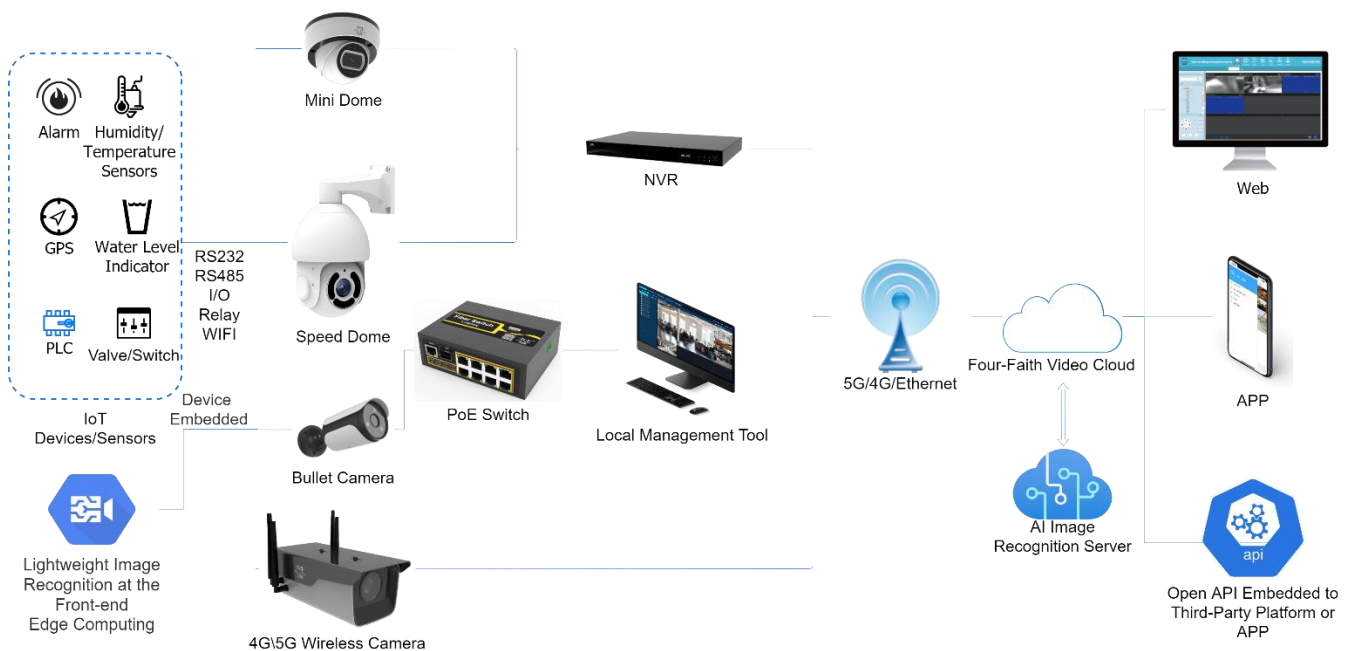 Mini Dome
Alarm
Humidity/
Temperature
Sensors
GPS
Water Level
Indicator
PLC
Valve/Switch
IoT
Devices/Sensors
RS232
RS485
I/O
Relay
WIFI
Device
Embedded
Speed Dome
Bullet Camera
Lightweight Image
Recognition at the
Front-end
Edge Computing
4G\5G Wireless Camera
NVR
Fiber Switch
PoE Switch
Local Management Tool
5G/4G/Ethernet
Four-Faith Video Cloud
AI Image
Recognition Server
Web
APP
api
Open API Embedded to
Third-Party Platform or
APP